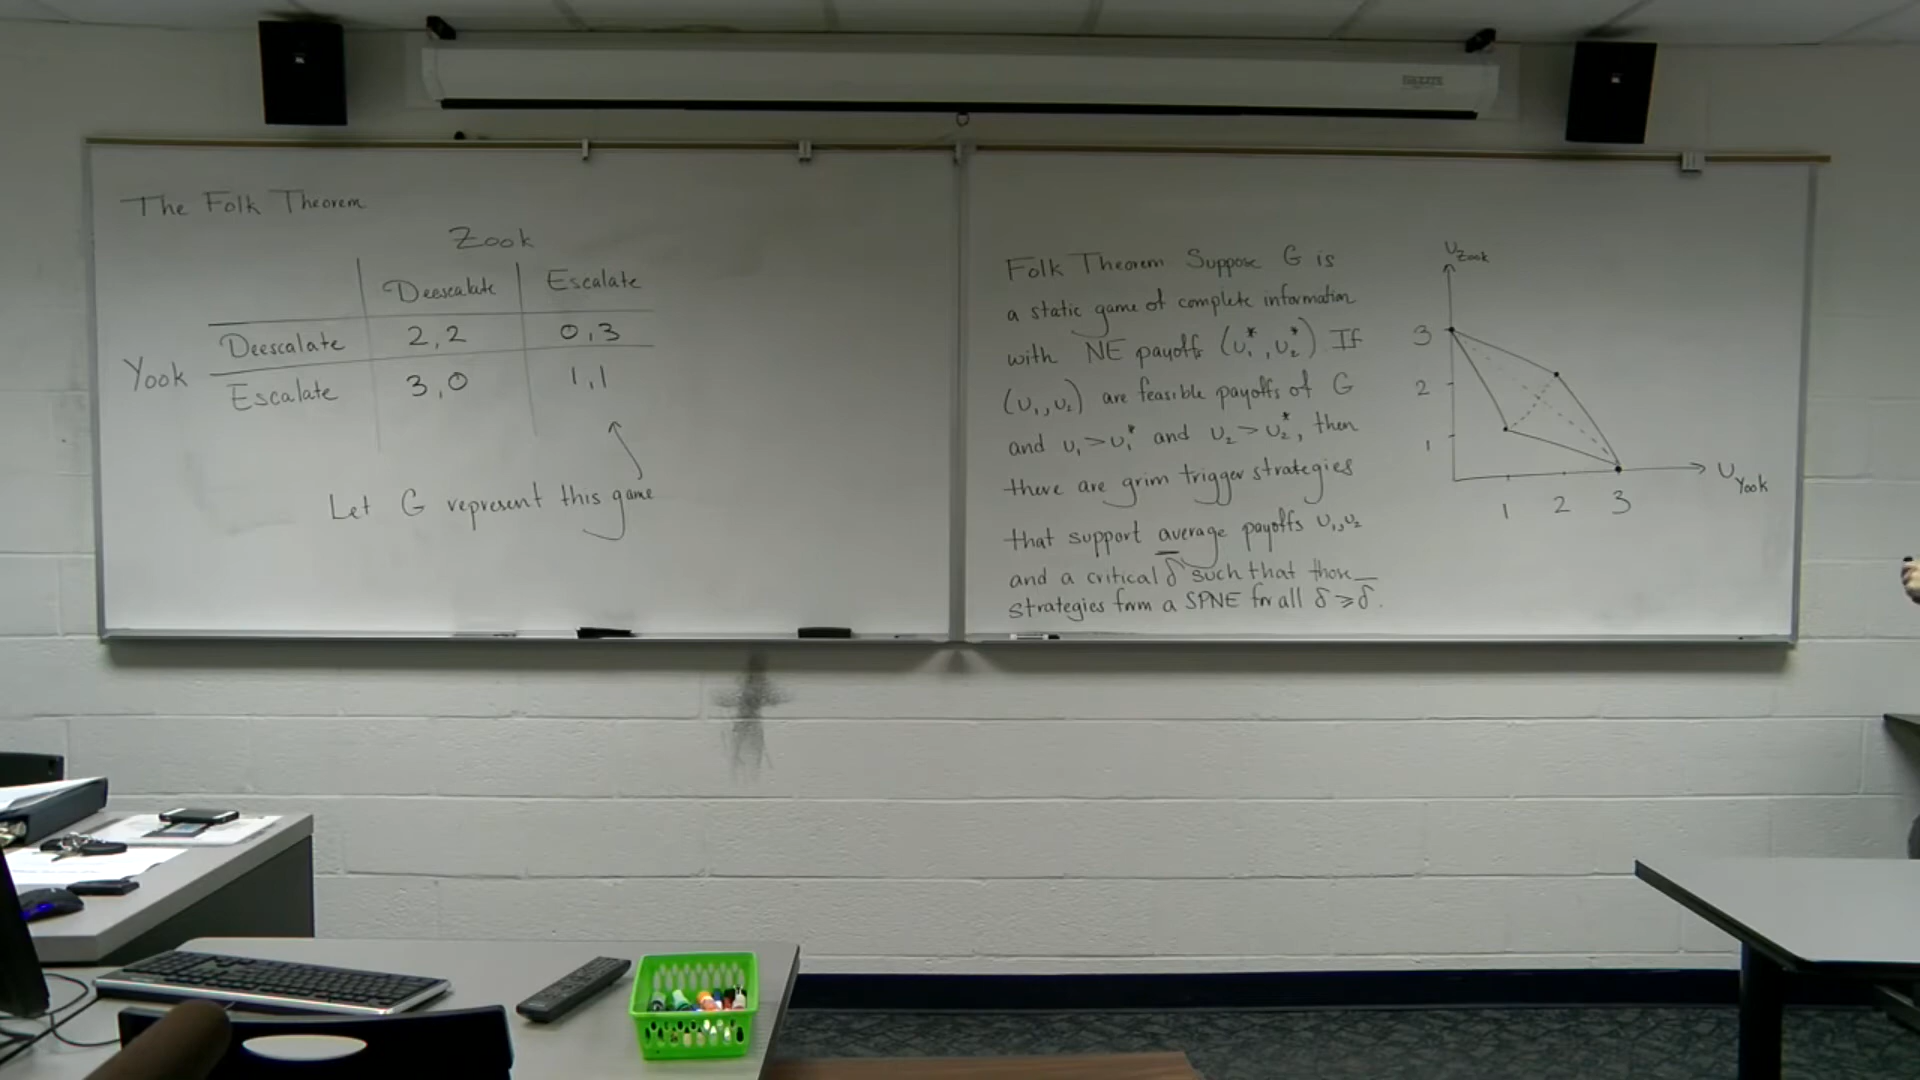 The Folk Theorem
Zook
Deescalate Escalate
Deescalate 2,2 0,3
Yook
Escalate 3,0 1,1
Let G represent this game
Folk Theorem Suppose G is
a static game of complete information
with NE payoffs (U₁*, U₂*) If
(U₁, U₂) are feasible payoffs of G
and U₁ > U₁* and U₂ > U₂*, then
there are grim trigger strategies
that support average payoffs U₁, U₂
and a critical δ̄ such that those
strategies form a SPNE for all δ ≥ δ̄.
U Zook
3
2
1
1 2 3
U Yook